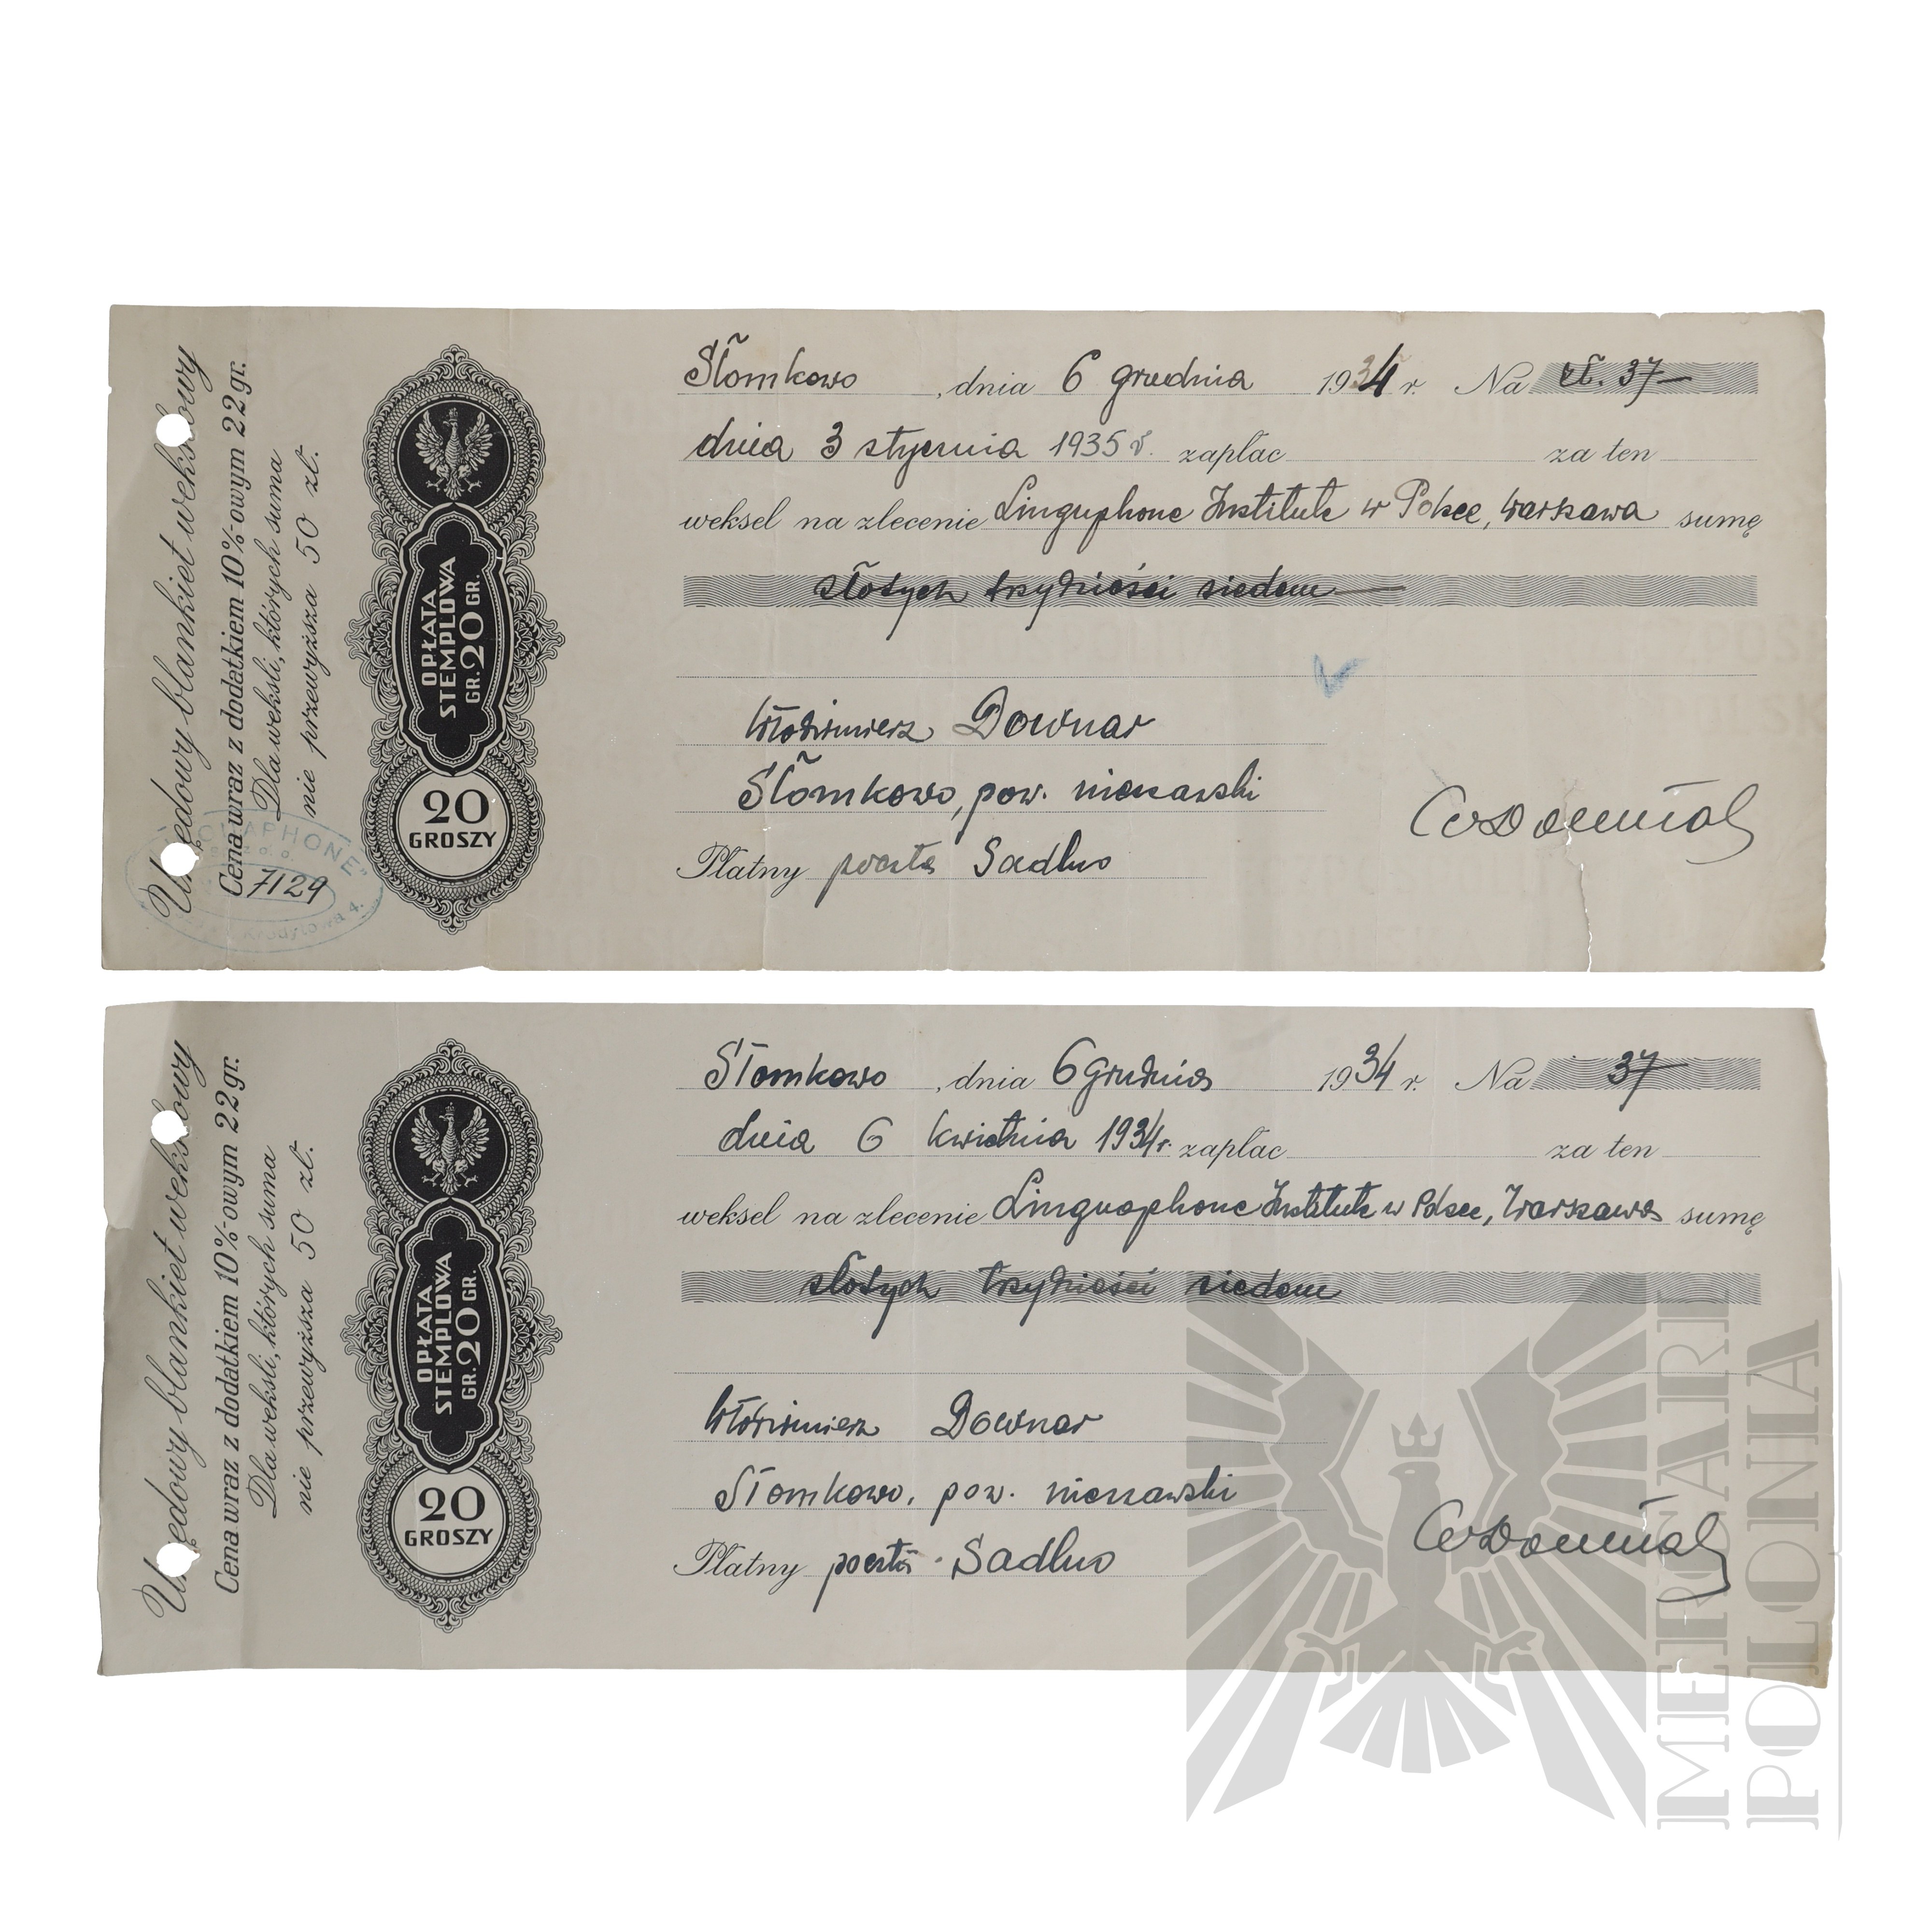 Urzędowy blankiet wekslowy
Cena wraz z dodatkiem 10%-owym 22 gr.
Dla weksli, których suma
nie przewyższa 50 zł.
7129
Kredytowa 4.
OPŁATA
STEMPLOWA
GR. 20 GR.
20
GROSZY
Słomkowo, dnia 6 grudnia 1934 r. Na zł. 37—
dnia 3 stycznia 1935 r. zapłac za ten
weksel na zlecenie Linguphone Institute w Polsce, Warszawa sumę
złotych trzydzieści siedem —
Włodzimierz Downar
Słomkowo, pow. nieszawski
Płatny poczta Sadlno
Urzędowy blankiet wekslowy
Cena wraz z dodatkiem 10%-owym 22 gr.
Dla weksli, których suma
nie przewyższa 50 zł.
OPŁATA
STEMPLOWA
GR. 20 GR.
20
GROSZY
Słomkowo, dnia 6 grudnia 1934 r. Na 37
dnia 6 kwietnia 1934 r. zapłac za ten
weksel na zlecenie Linguaphone Institute w Polsce, Warszawa sumę
złotych trzydzieści siedem
Włodzimierz Downar
Słomkowo, pow. nieszawski
Płatny poczta Sadlno
MERCARI
POLONIA